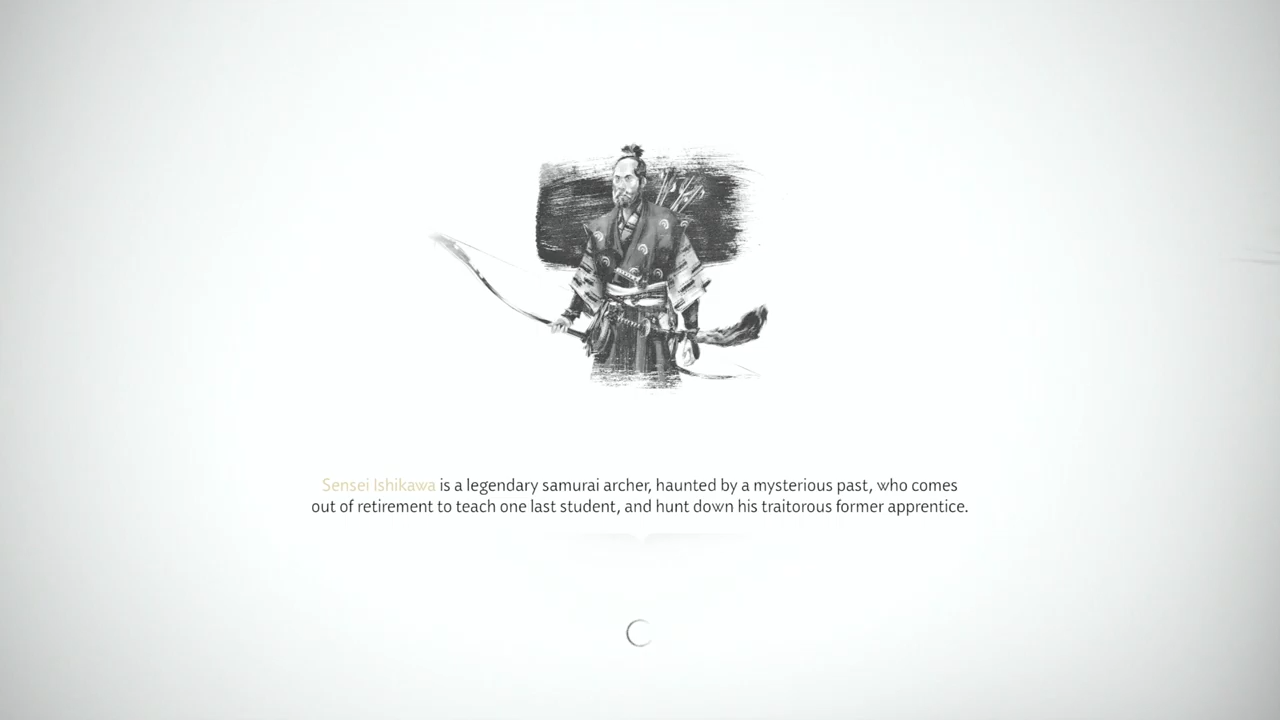 Sensei Ishikawa is a legendary samurai archer, haunted by a mysterious past, who comes
out of retirement to teach one last student, and hunt down his traitorous former apprentice.